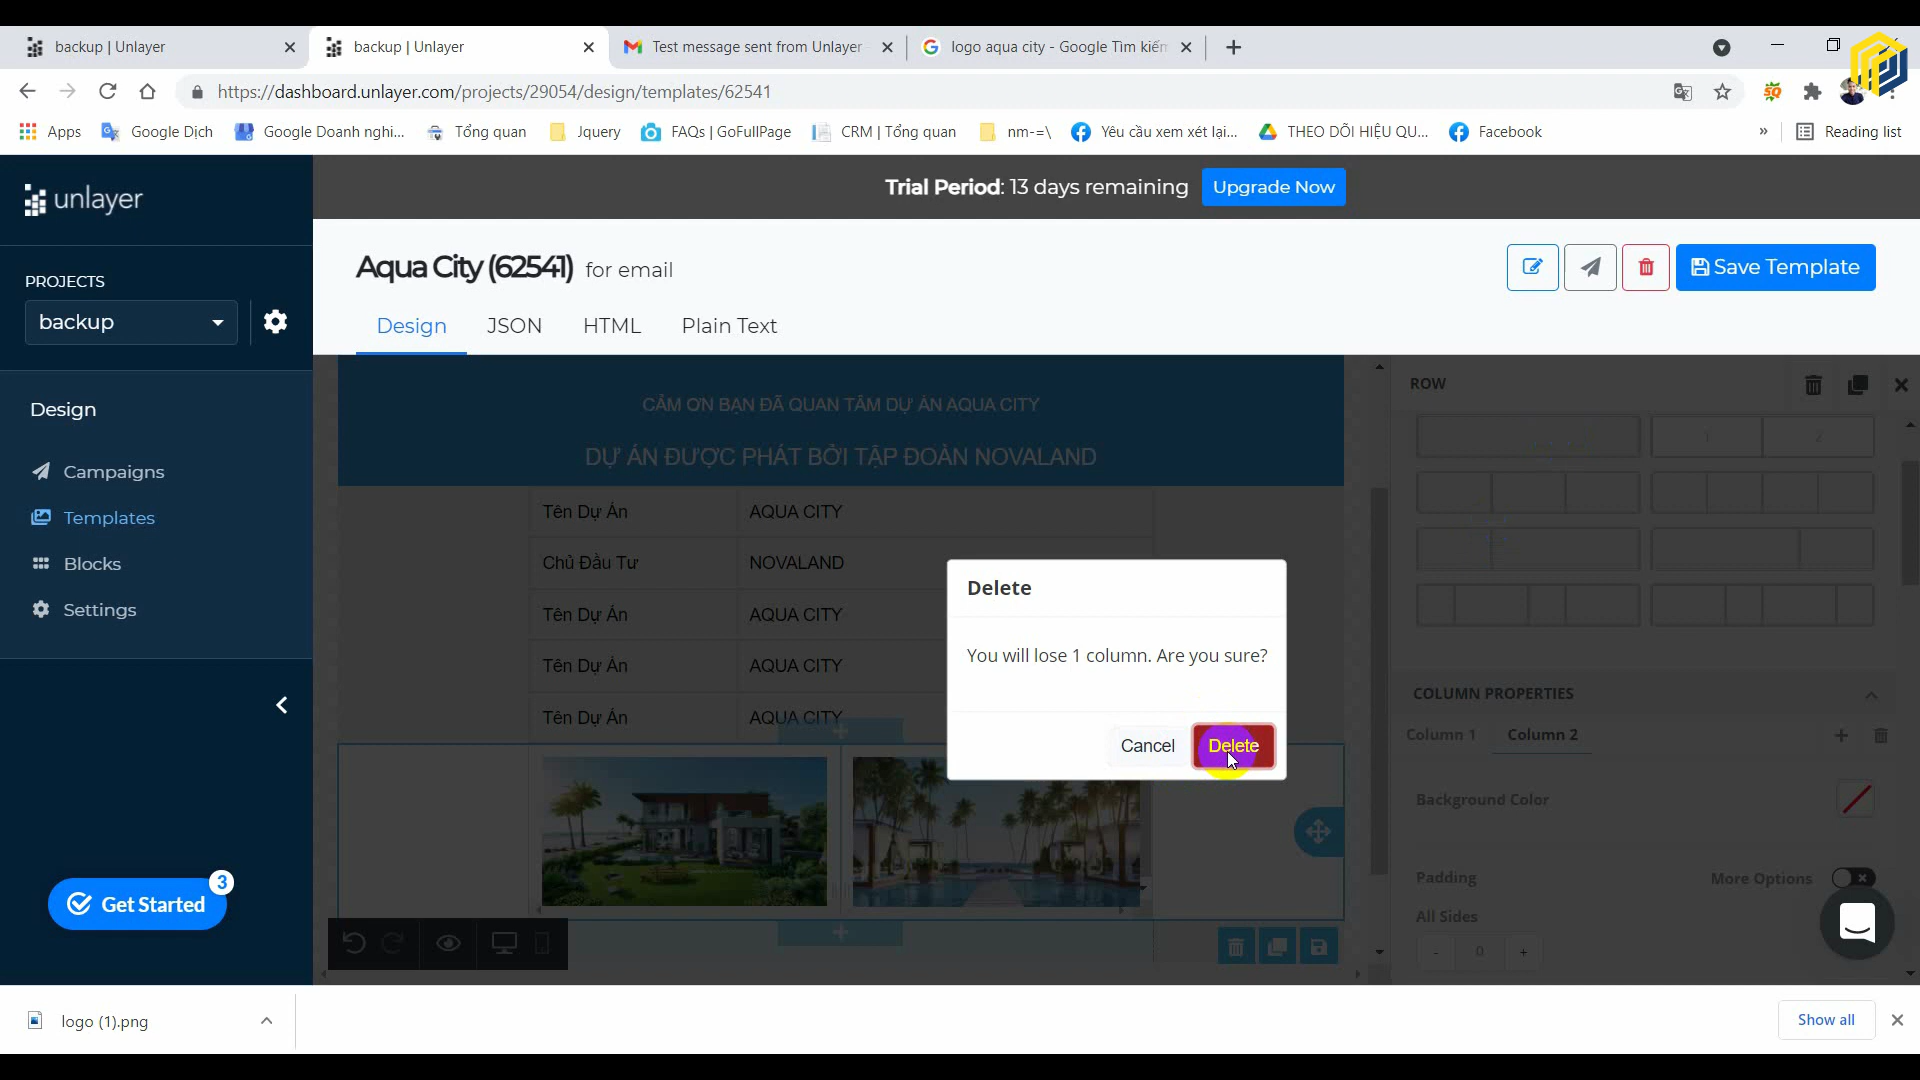 backup | Unlayer
backup | Unlayer
Test message sent from Unlayer
logo aqua city - Google Tìm kiếm
https://dashboard.unlayer.com/projects/29054/design/templates/62541
Apps
Google Dịch
Google Doanh nghi...
Tổng quan
Jquery
FAQs | GoFullPage
CRM | Tổng quan
nm-=\
Yêu cầu xem xét lại...
THEO DÕI HIỆU QU...
Facebook
»
Reading list
unlayer
Trial Period: 13 days remaining
Upgrade Now
PROJECTS
backup
Aqua City (62541) for email
Save Template
Design
JSON
HTML
Plain Text
Design
Campaigns
Templates
Blocks
Settings
3
Get Started
CẢM ƠN BẠN ĐÃ QUAN TÂM DỰ ÁN AQUA CITY
DỰ ÁN ĐƯỢC PHÁT BỞI TẬP ĐOÀN NOVALAND
Tên Dự Án AQUA CITY
Chủ Đầu Tư NOVALAND
Tên Dự Án AQUA CITY
Tên Dự Án AQUA CITY
Tên Dự Án AQUA CITY
Delete
You will lose 1 column. Are you sure?
Cancel
Delete
ROW
1 2
COLUMN PROPERTIES
Column 1
Column 2
Background Color
Padding
More Options
All Sides
- 0 +
logo (1).png
Show all